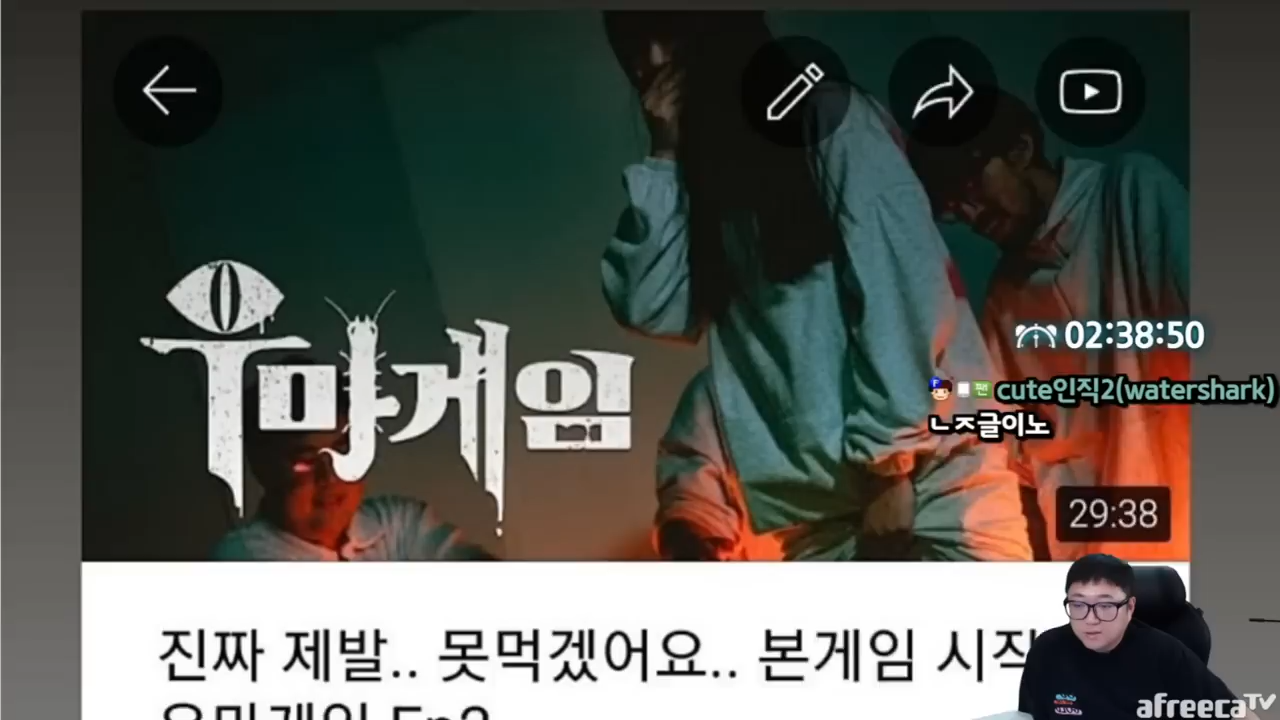 우마게임
02:38:50
cute인직2(watershark)
ㄴㅈ글이노
29:38
진짜 제발.. 못먹겠어요.. 본게임 시작
afreecaTV